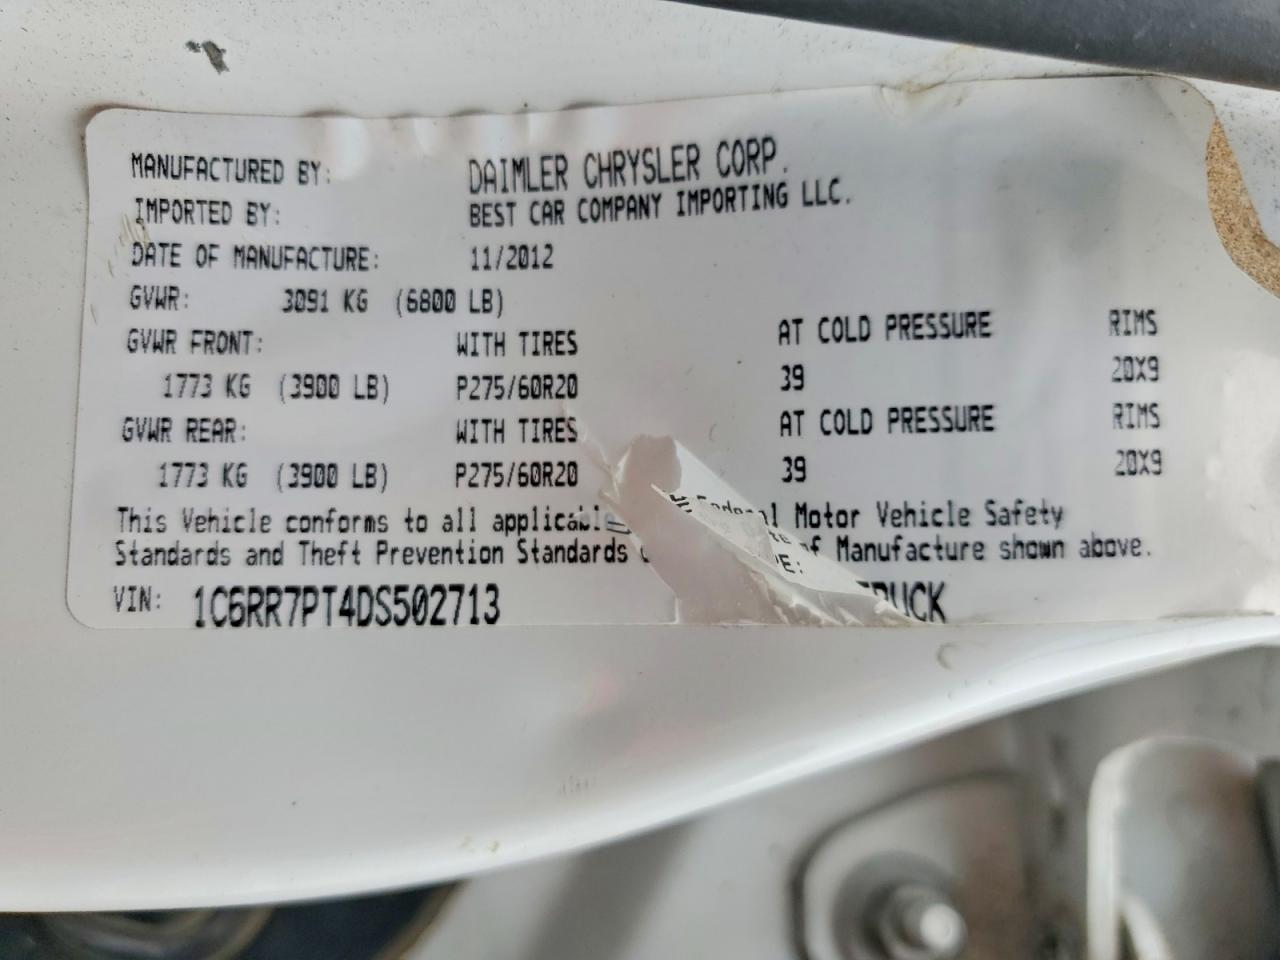 MANUFACTURED BY: DAIMLER CHRYSLER CORP.
IMPORTED BY: BEST CAR COMPANY IMPORTING LLC.
DATE OF MANUFACTURE: 11/2012
GVWR: 3091 KG (6800 LB)
GVWR FRONT: WITH TIRES AT COLD PRESSURE RIMS
1773 KG (3900 LB) P275/60R20 39 20X9
GVWR REAR: WITH TIRES AT COLD PRESSURE RIMS
1773 KG (3900 LB) P275/60R20 39 20X9
This Vehicle conforms to all applicable Federal Motor Vehicle Safety
Standards and Theft Prevention Standards of Manufacture shown above.
VIN: 1C6RR7PT4DS502713 TRUCK